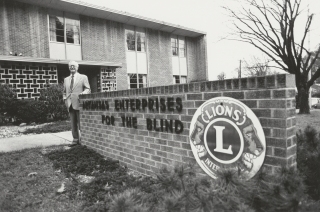 ENTERPRISES
FOR THE BLIND
LIONS
L